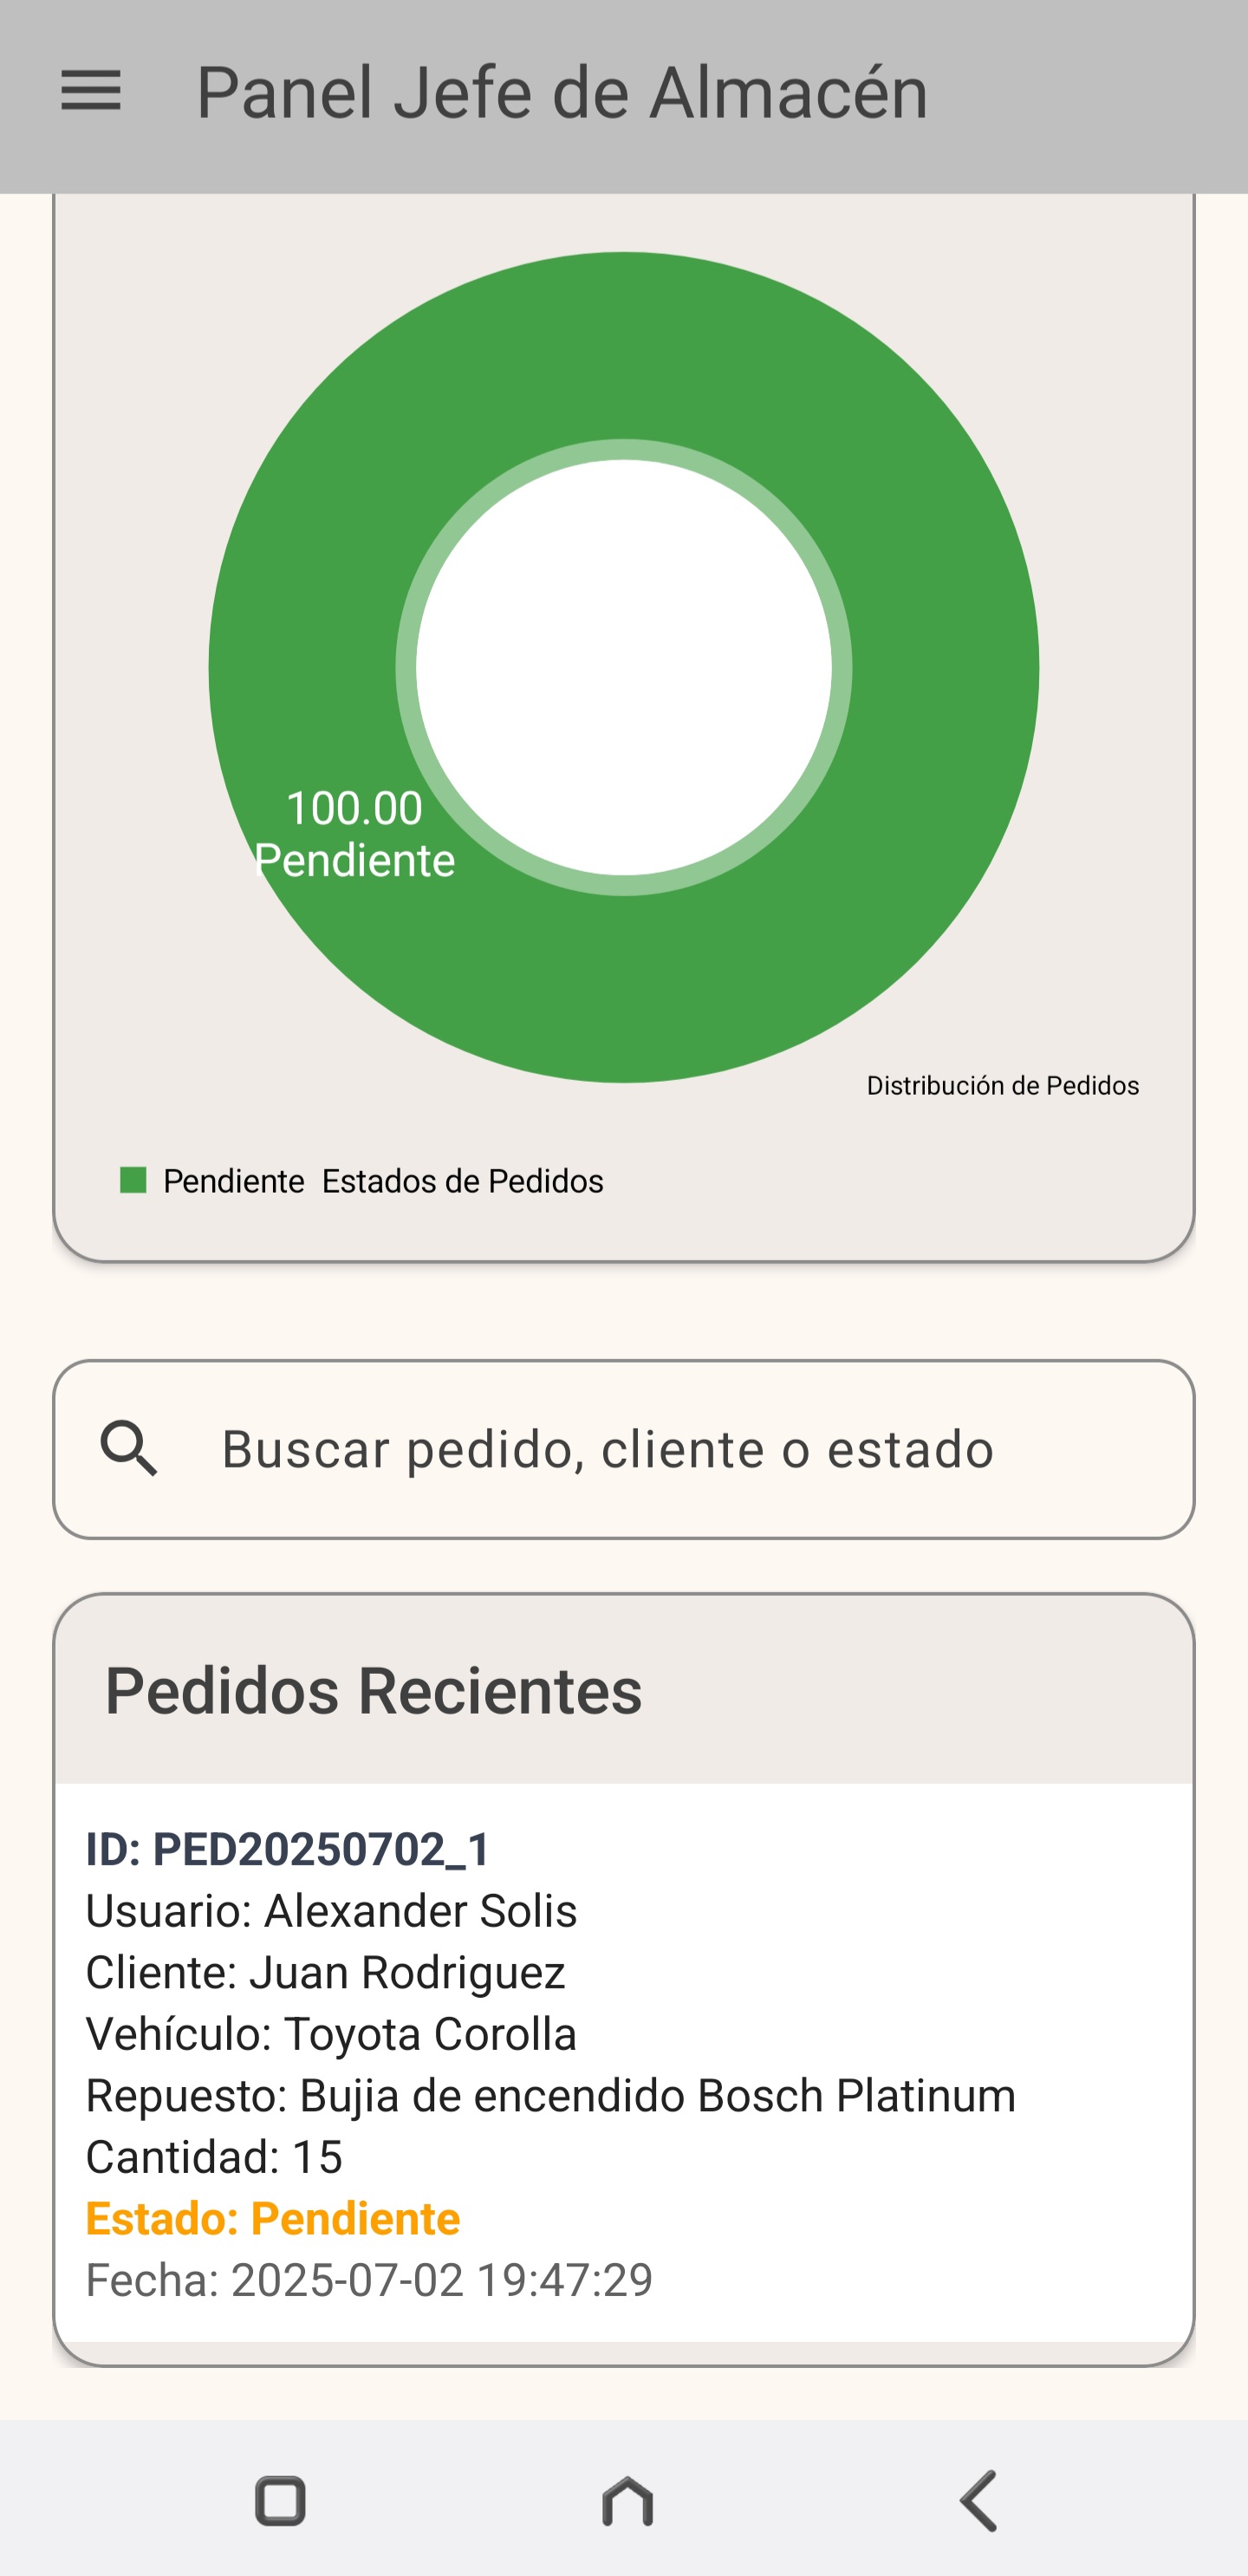 Panel Jefe de Almacén
100.00
Pendiente
Distribución de Pedidos
Pendiente Estados de Pedidos
Buscar pedido, cliente o estado
Pedidos Recientes
ID: PED20250702_1
Usuario: Alexander Solis
Cliente: Juan Rodriguez
Vehículo: Toyota Corolla
Repuesto: Bujia de encendido Bosch Platinum
Cantidad: 15
Estado: Pendiente
Fecha: 2025-07-02 19:47:29